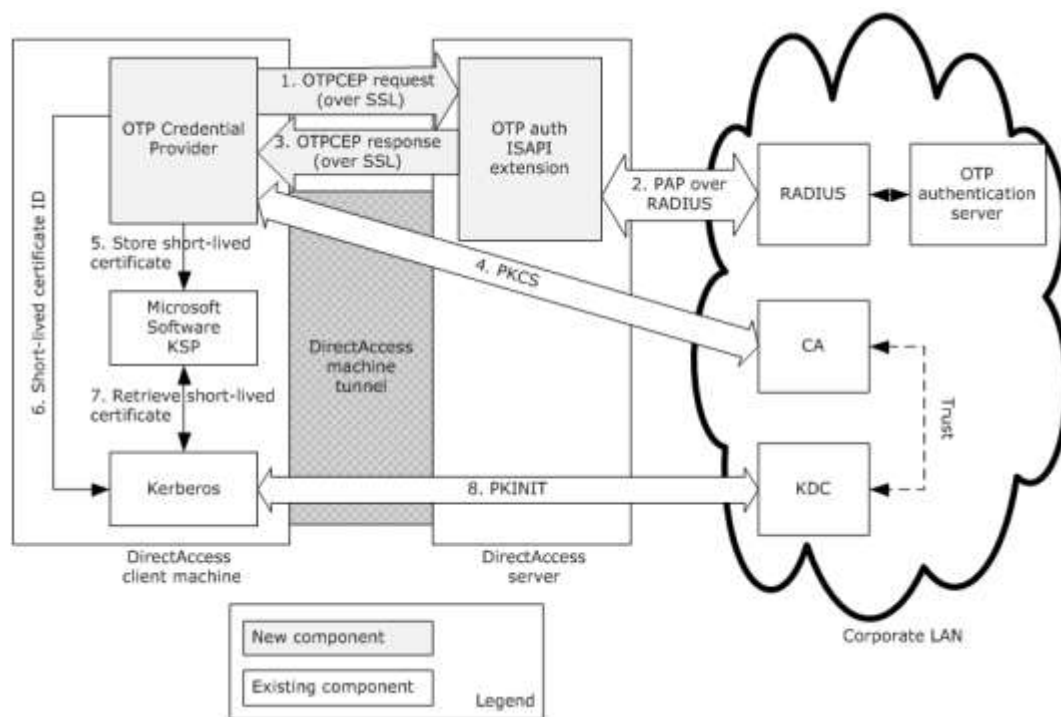 1. OTPCEP request
(over SSL)
OTP Credential
Provider
3. OTPCEP response
(over SSL)
OTP auth
ISAPI
extension
2. PAP over
RADIUS
RADIUS
OTP
authentication
server
6. Short-lived certificate ID
5. Store short-lived
certificate
4. PKCS
Microsoft
Software
KSP
DirectAccess
machine
tunnel
CA
7. Retrieve short-lived
certificate
Trust
Kerberos
8. PKINIT
KDC
DirectAccess
client machine
DirectAccess
server
Corporate LAN
New component
Existing component
Legend